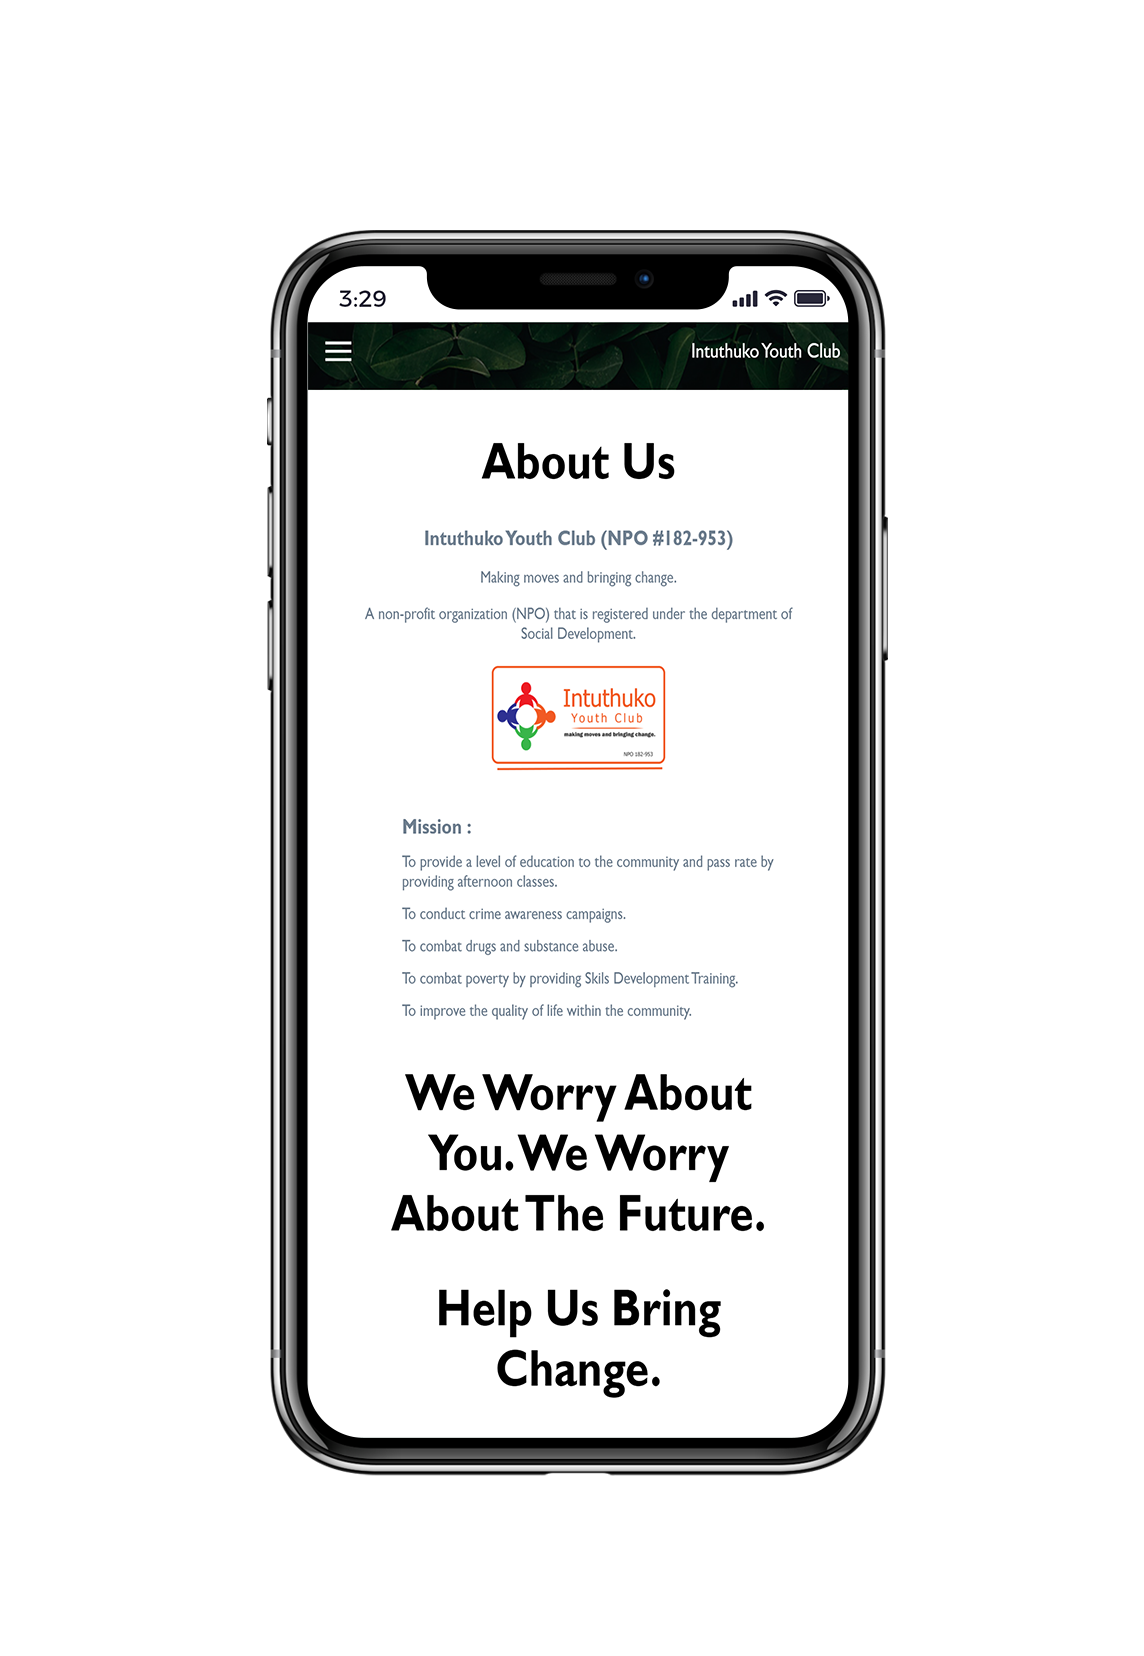 3:29
Intuthuko Youth Club
About Us
Intuthuko Youth Club (NPO #182-953)
Making moves and bringing change.
A non-profit organization (NPO) that is registered under the department of
Social Development.
Intuthuko
Youth Club
making moves and bringing change.
NPO 182-953
Mission :
To provide a level of education to the community and pass rate by
providing afternoon classes.
To conduct crime awareness campaigns.
To combat drugs and substance abuse.
To combat poverty by providing Skils Development Training.
To improve the quality of life within the community.
We Worry About
You. We Worry
About The Future.
Help Us Bring
Change.